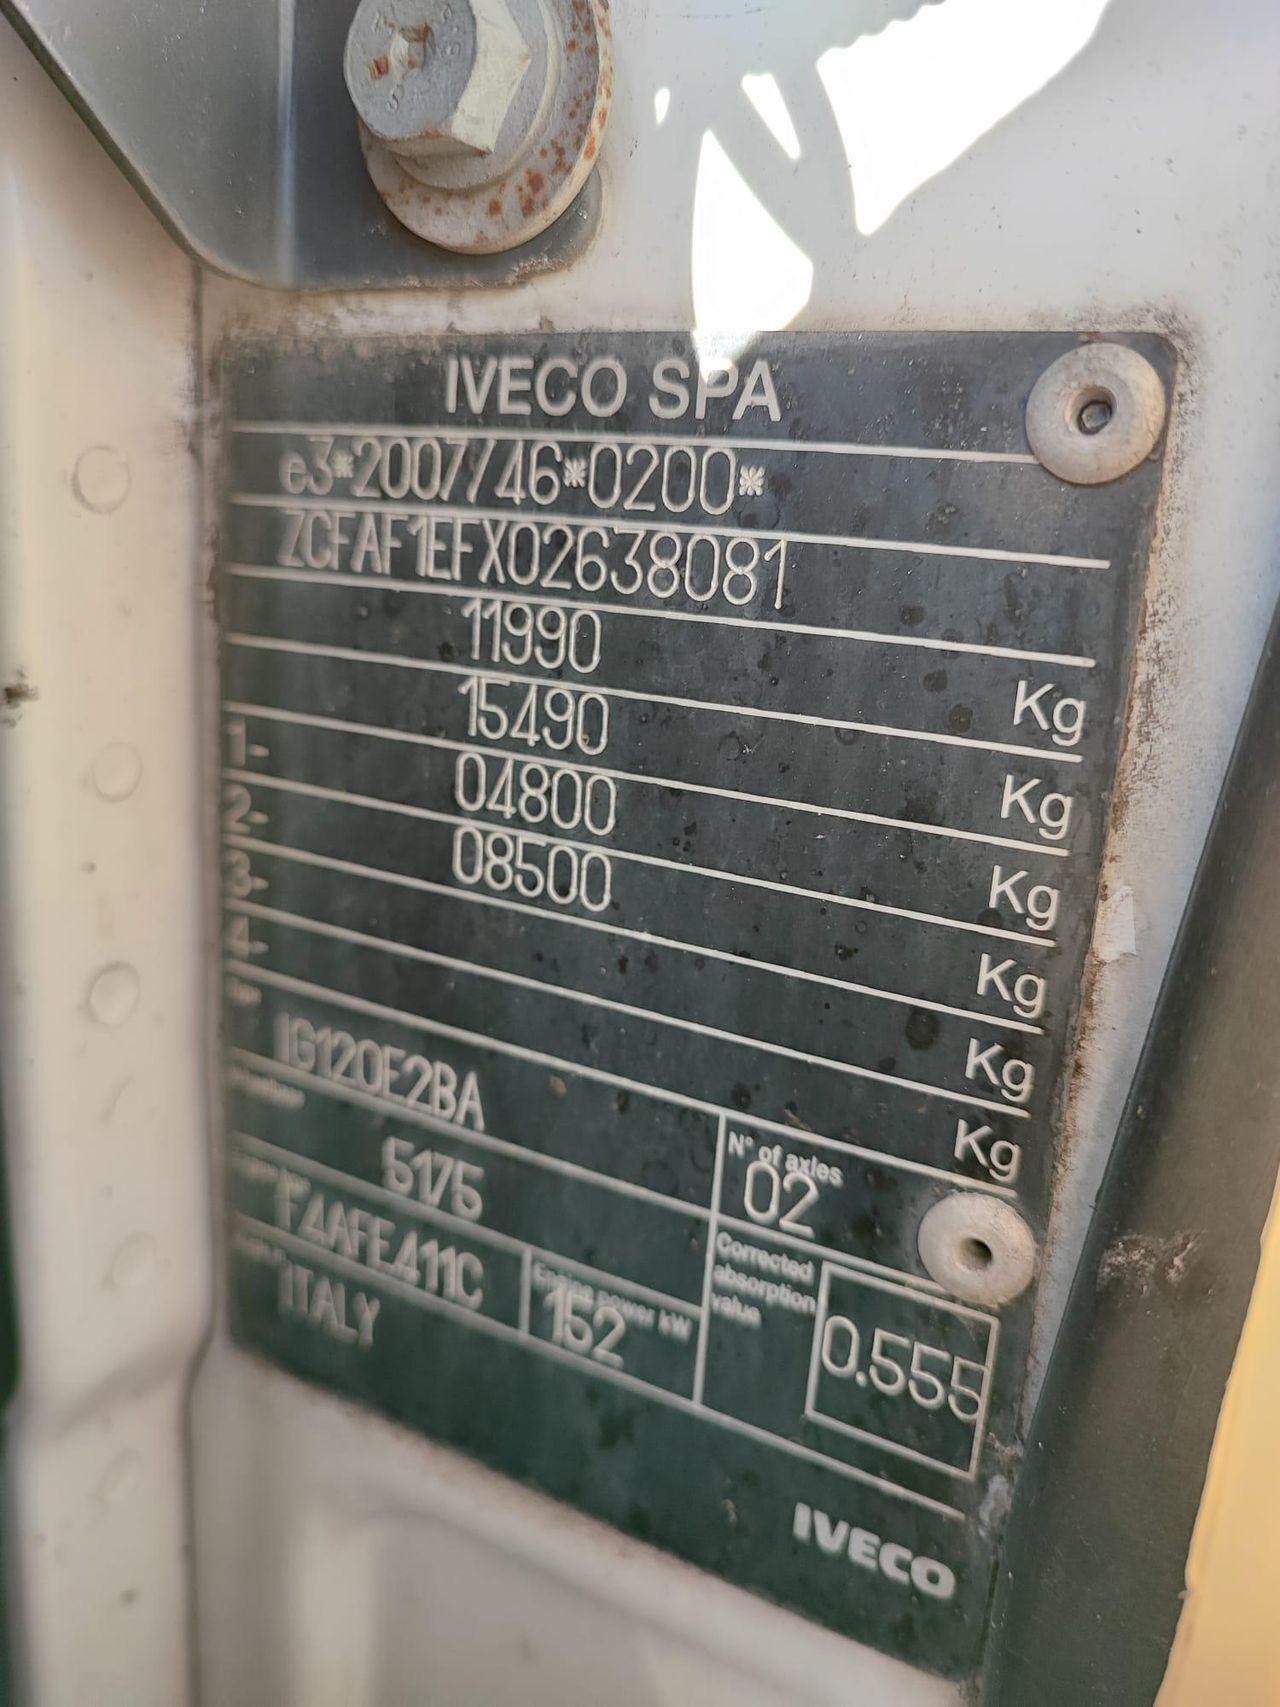 IVECO SPA
e3*2007/46*0200*
ZCFAF1EFX02638081
11990 Kg
15490 Kg
1- 04800 Kg
2- 08500 Kg
3- Kg
4- Kg
Type
IG120E2BA
N° of axles
02
Number
5175
Corrected absorption value
0.555
F4AFE411C
Engine power kW
152
ITALY
IVECO